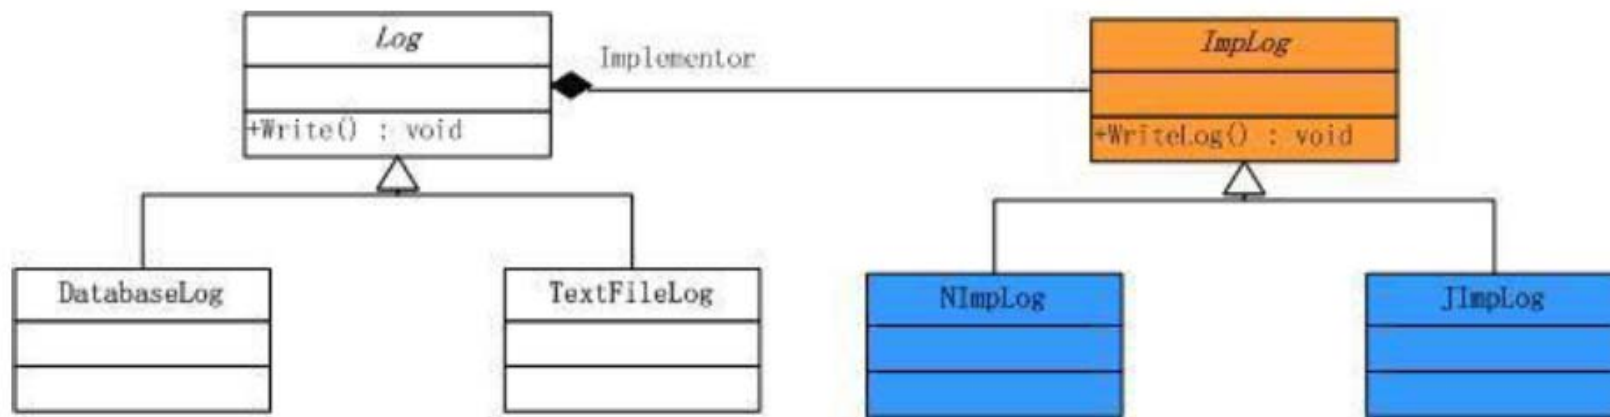 Log
Implementor
+Write() : void
ImpLog
+WriteLog() : void
DatabaseLog
TextFileLog
NImpLog
JImpLog